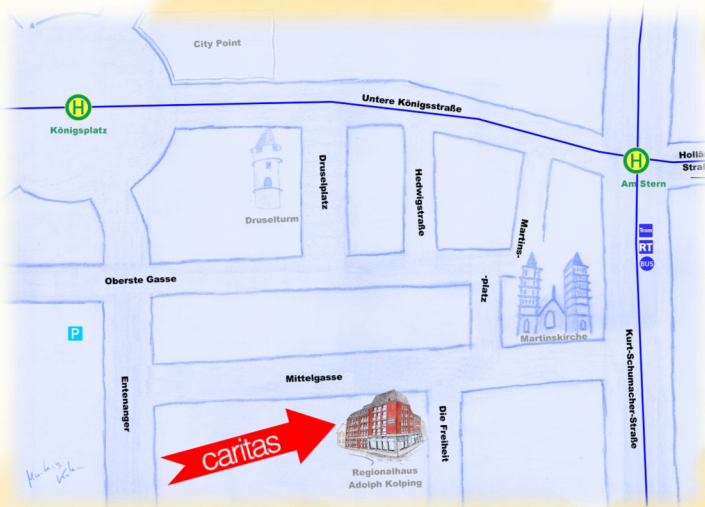 City Point
H
Königsplatz
Untere Königsstraße
H
Am Stern
Tram
RT
BUS
Druselturm
Druselplatz
Hedwigstraße
Martins-
-platz
Oberste Gasse
Martinskirche
P
Entenanger
Mittelgasse
Die Freiheit
Kurt-Schumacher-Straße
caritas
Regionalhaus
Adolph Kolping